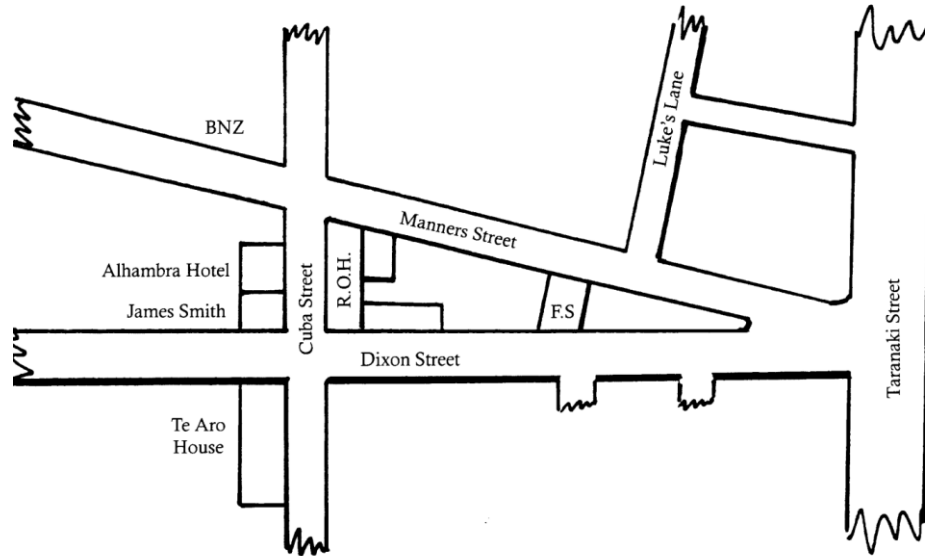 BNZ
Luke's Lane
Manners Street
Alhambra Hotel
R.O.H.
James Smith
Cuba Street
F.S
Dixon Street
Taranaki Street
Te Aro
House